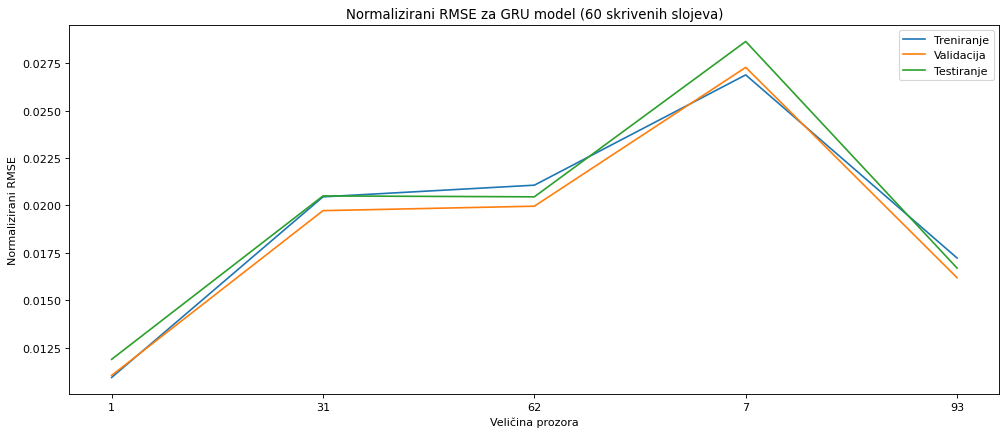 Normalizirani RMSE za GRU model (60 skrivenih slojeva)
Treniranje
Validacija
Testiranje
Normalizirani RMSE
0.0275
0.0250
0.0225
0.0200
0.0175
0.0150
0.0125
1 31 62 7 93
Veličina prozora